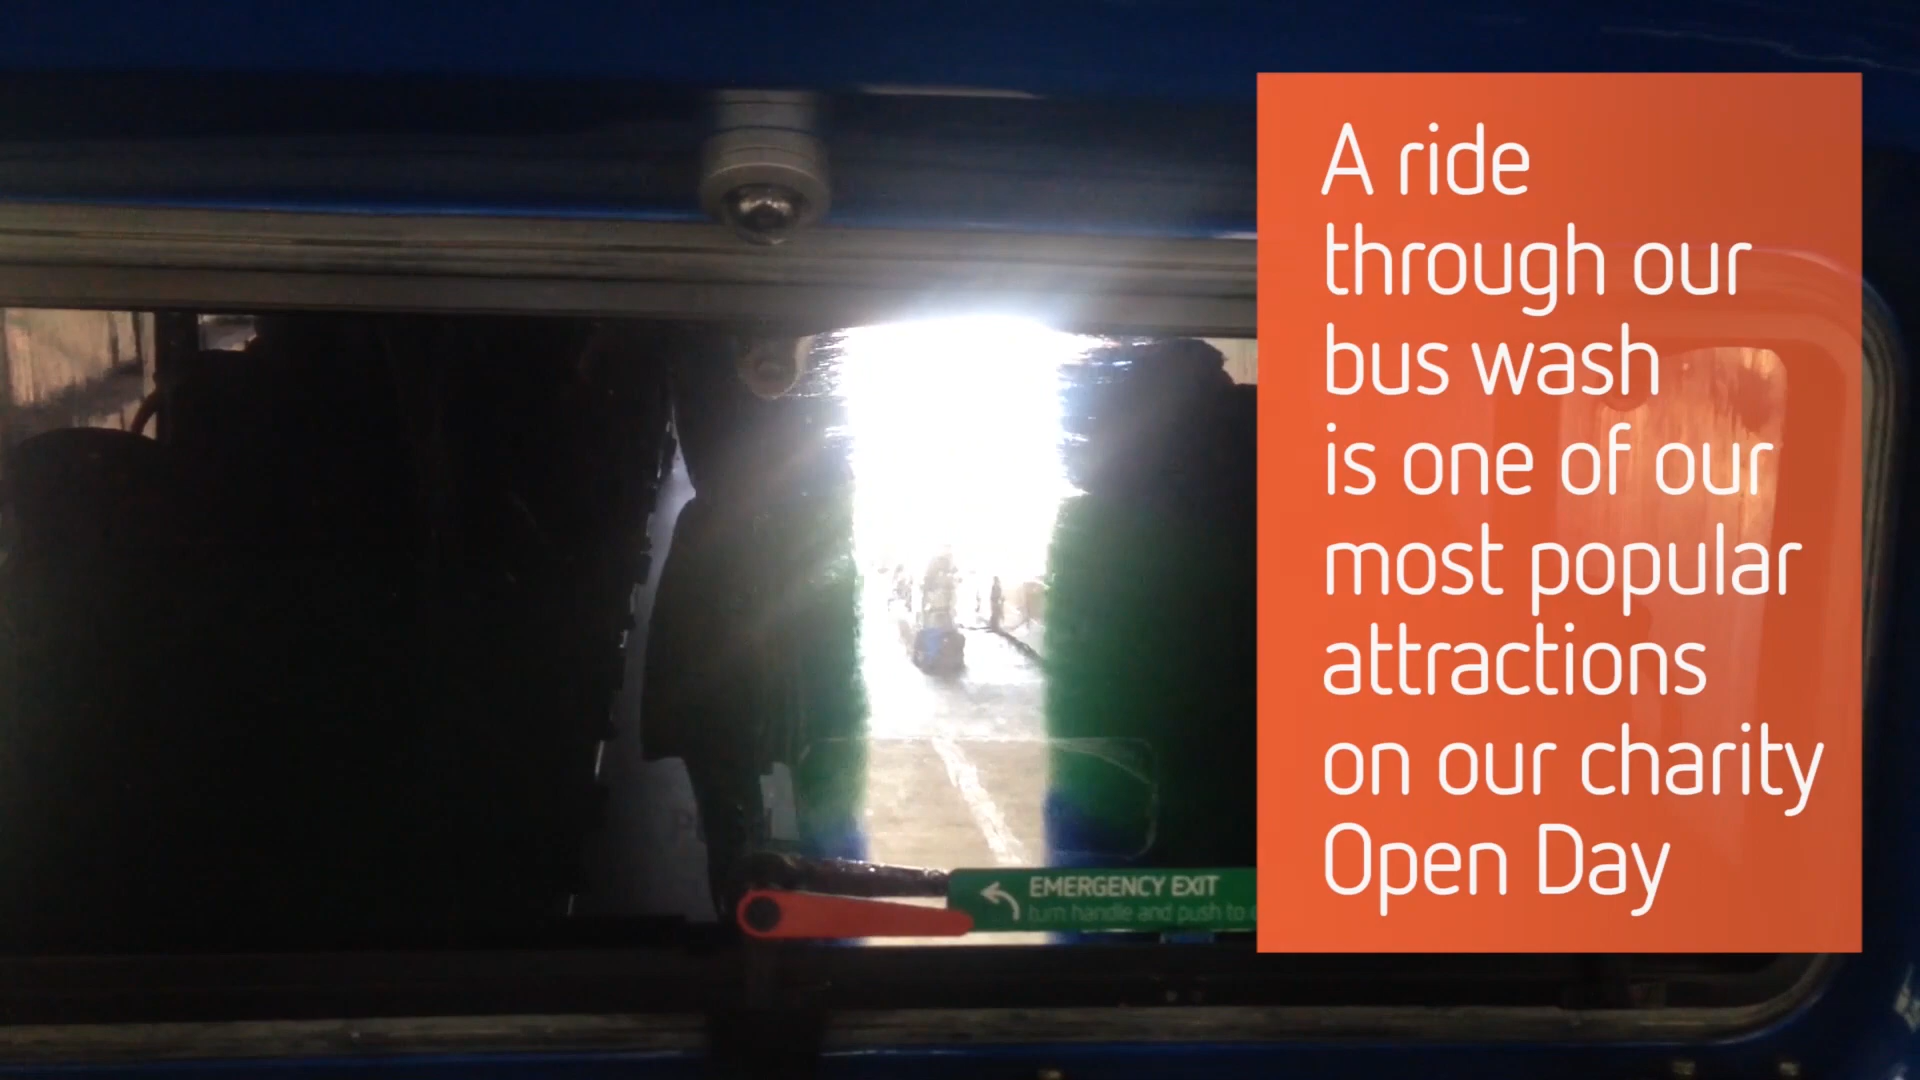 A ride
through our
bus wash
is one of our
most popular
attractions
on our charity
Open Day
EMERGENCY EXIT
turn handle and push to